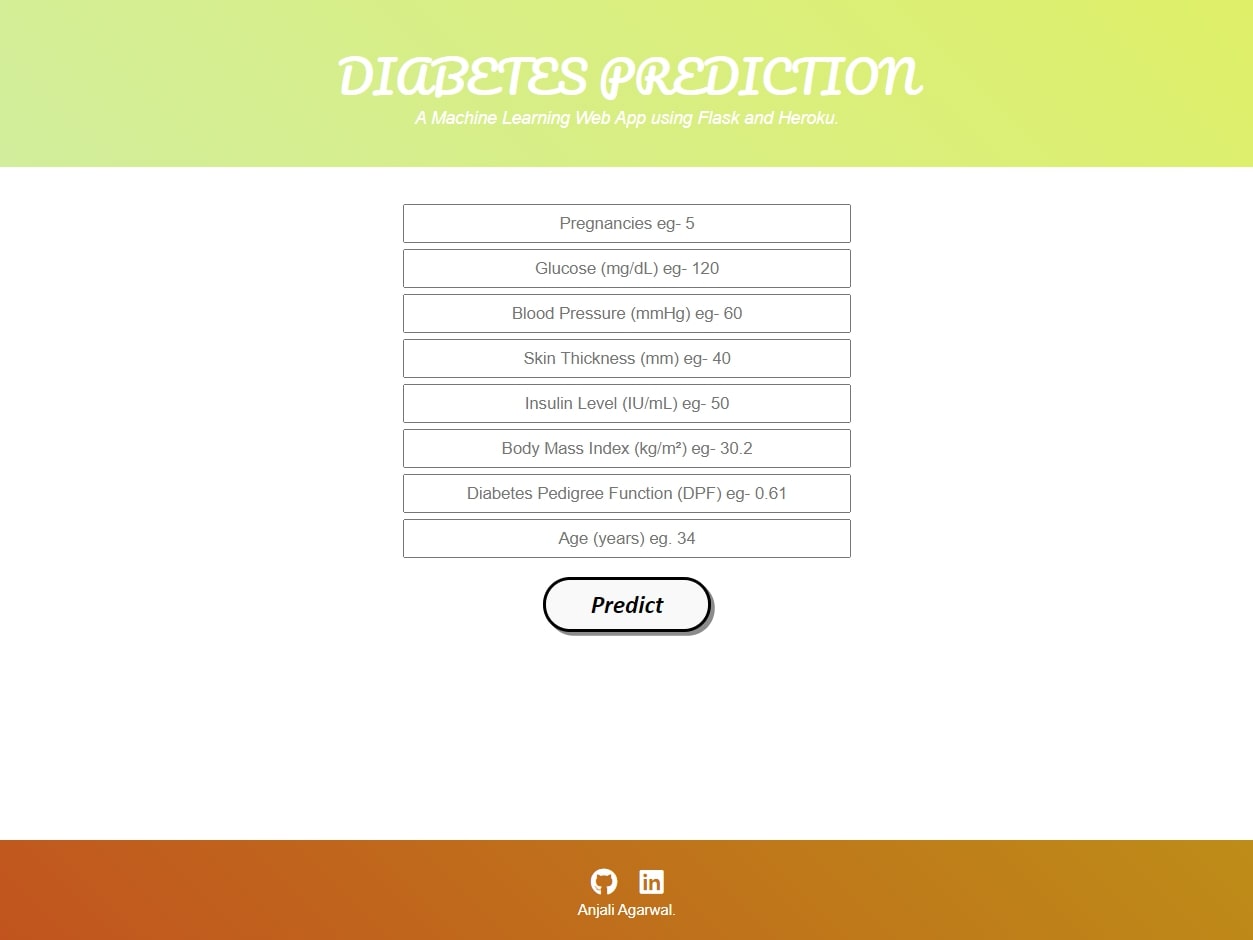 DIABETES PREDICTION
A Machine Learning Web App using Flask and Heroku.
Pregnancies eg- 5
Glucose (mg/dL) eg- 120
Blood Pressure (mmHg) eg- 60
Skin Thickness (mm) eg- 40
Insulin Level (IU/mL) eg- 50
Body Mass Index (kg/m²) eg- 30.2
Diabetes Pedigree Function (DPF) eg- 0.61
Age (years) eg. 34
Predict
in
Anjali Agarwal.